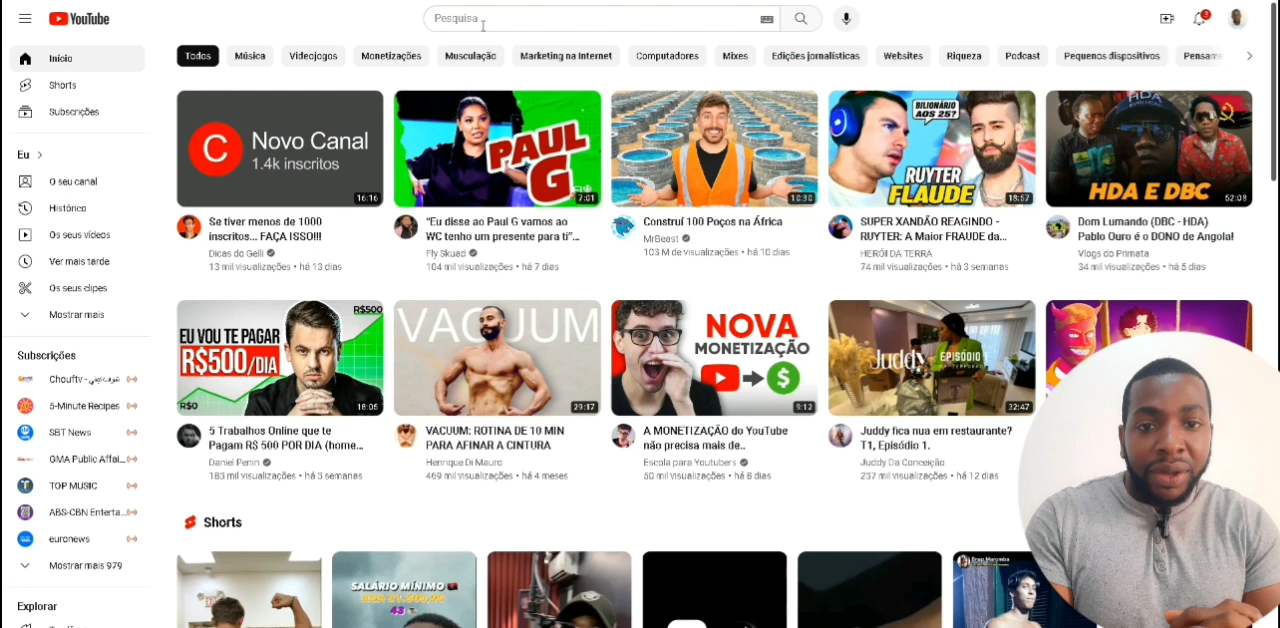 YouTube
Pesquisa
3
Início
Shorts
Subscrições
Eu
O seu canal
Histórico
Os seus vídeos
Ver mais tarde
Os seus clipes
Mostrar mais
Subscrições
5-Minute Recipes
SBT News
GMA Public Affai...
TOP MUSIC
ABS-CBN Enterta...
euronews
Mostrar mais 979
Explorar
Todos Música Videojogos Monetizações Musculação Marketing na Internet Computadores Mixes Edições jornalísticas Websites Riqueza Podcast Pequenos dispositivos Pensame
C
Novo Canal
1.4k inscritos
16:16
Se tiver menos de 1000
inscritos... FAÇA ISSO!!!
Dicas do Gelli
13 mil visualizações • há 13 dias
PAUL
G
7:01
"Eu disse ao Paul G vamos ao
WC tenho um presente para ti"...
Fly Skuad
104 mil visualizações • há 7 dias
10:30
Construí 100 Poços na África
MrBeast
103 M de visualizações • há 10 dias
BILIONÁRIO
AOS 25?
RUYTER
FLAUDE
18:57
SUPER XANDÃO REAGINDO -
RUYTER: A Maior FRAUDE da...
HERÓI DA TERRA
74 mil visualizações • há 3 semanas
HDA
HDA E DBC
52:08
Dom Lumando (DBC - HDA)
Pablo Ouro é o DONO de Angola!
Vlogs do Primata
34 mil visualizações • há 5 dias
R$500
EU VOU TE PAGAR
R$500/DIA
R$0
18:05
5 Trabalhos Online que te
Pagam R$ 500 POR DIA (home...
Daniel Penin
163 mil visualizações • há 3 semanas
VACUUM
29:17
VACUUM: ROTINA DE 10 MIN
PARA AFINAR A CINTURA
Henrique Di Mauro
469 mil visualizações • há 4 meses
NOVA
MONETIZAÇÃO
$
9:12
A MONETIZAÇÃO do YouTube
não precisa mais de..
Escola para Youtubers
50 mil visualizações • há 6 dias
Juddy
EPISÓDIO 1
32:47
Juddy fica nua em restaurante?
T1, Episódio 1.
Juddy Da Conceição
237 mil visualizações • há 12 dias
Shorts
SALÁRIO MÍNIMO